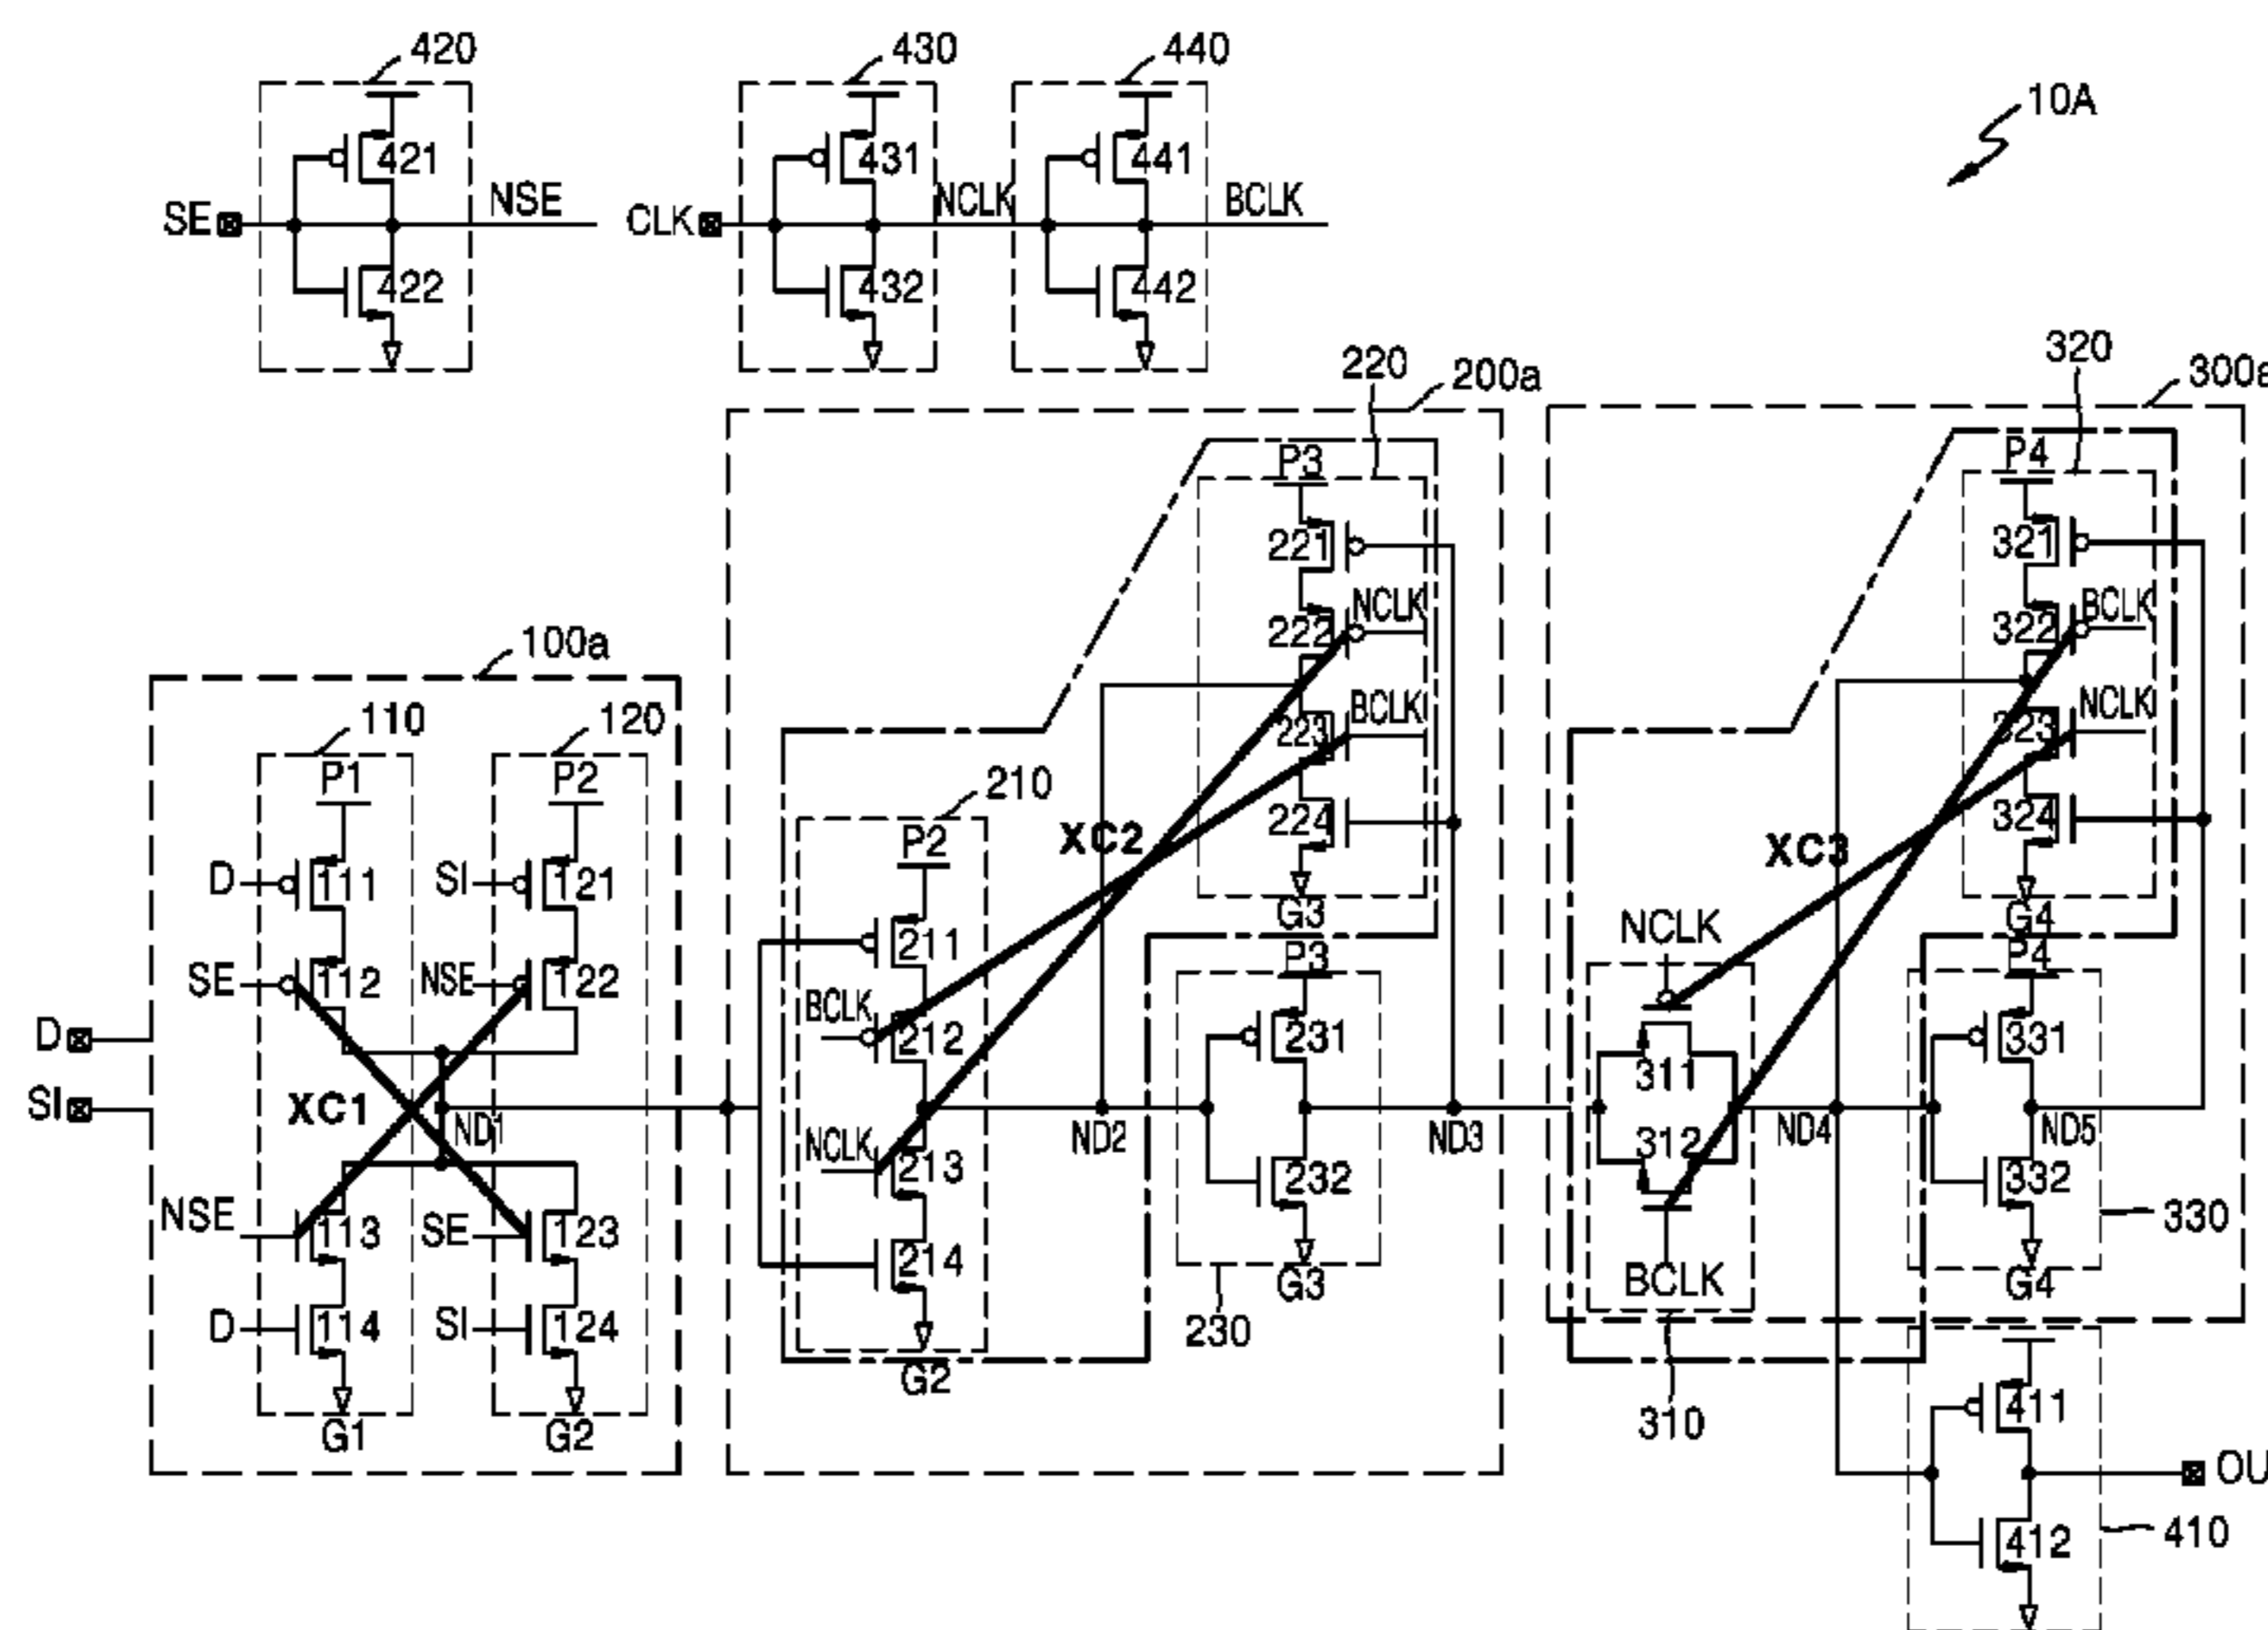 420
430
440
10A
421
431
441
SE
NSE
CLK
NCLK
BCLK
422
432
442
220
200a
320
300a
P3
P4
221
321
NCLK
BCLK
222
322
BCLK
NCLK
223
323
224
324
G3
G4
100a
110
120
P1
P2
D
111
SI
121
SE
112
NSE
122
D
SI
XC1
ND1
NSE
113
SE
123
D
114
SI
124
G1
G2
210
P2
XC2
211
BCLK
212
NCLK
213
214
G2
ND2
P3
231
232
G3
230
ND3
XC3
NCLK
311
312
BCLK
310
ND4
P4
331
ND5
332
330
G4
411
OU
412
410